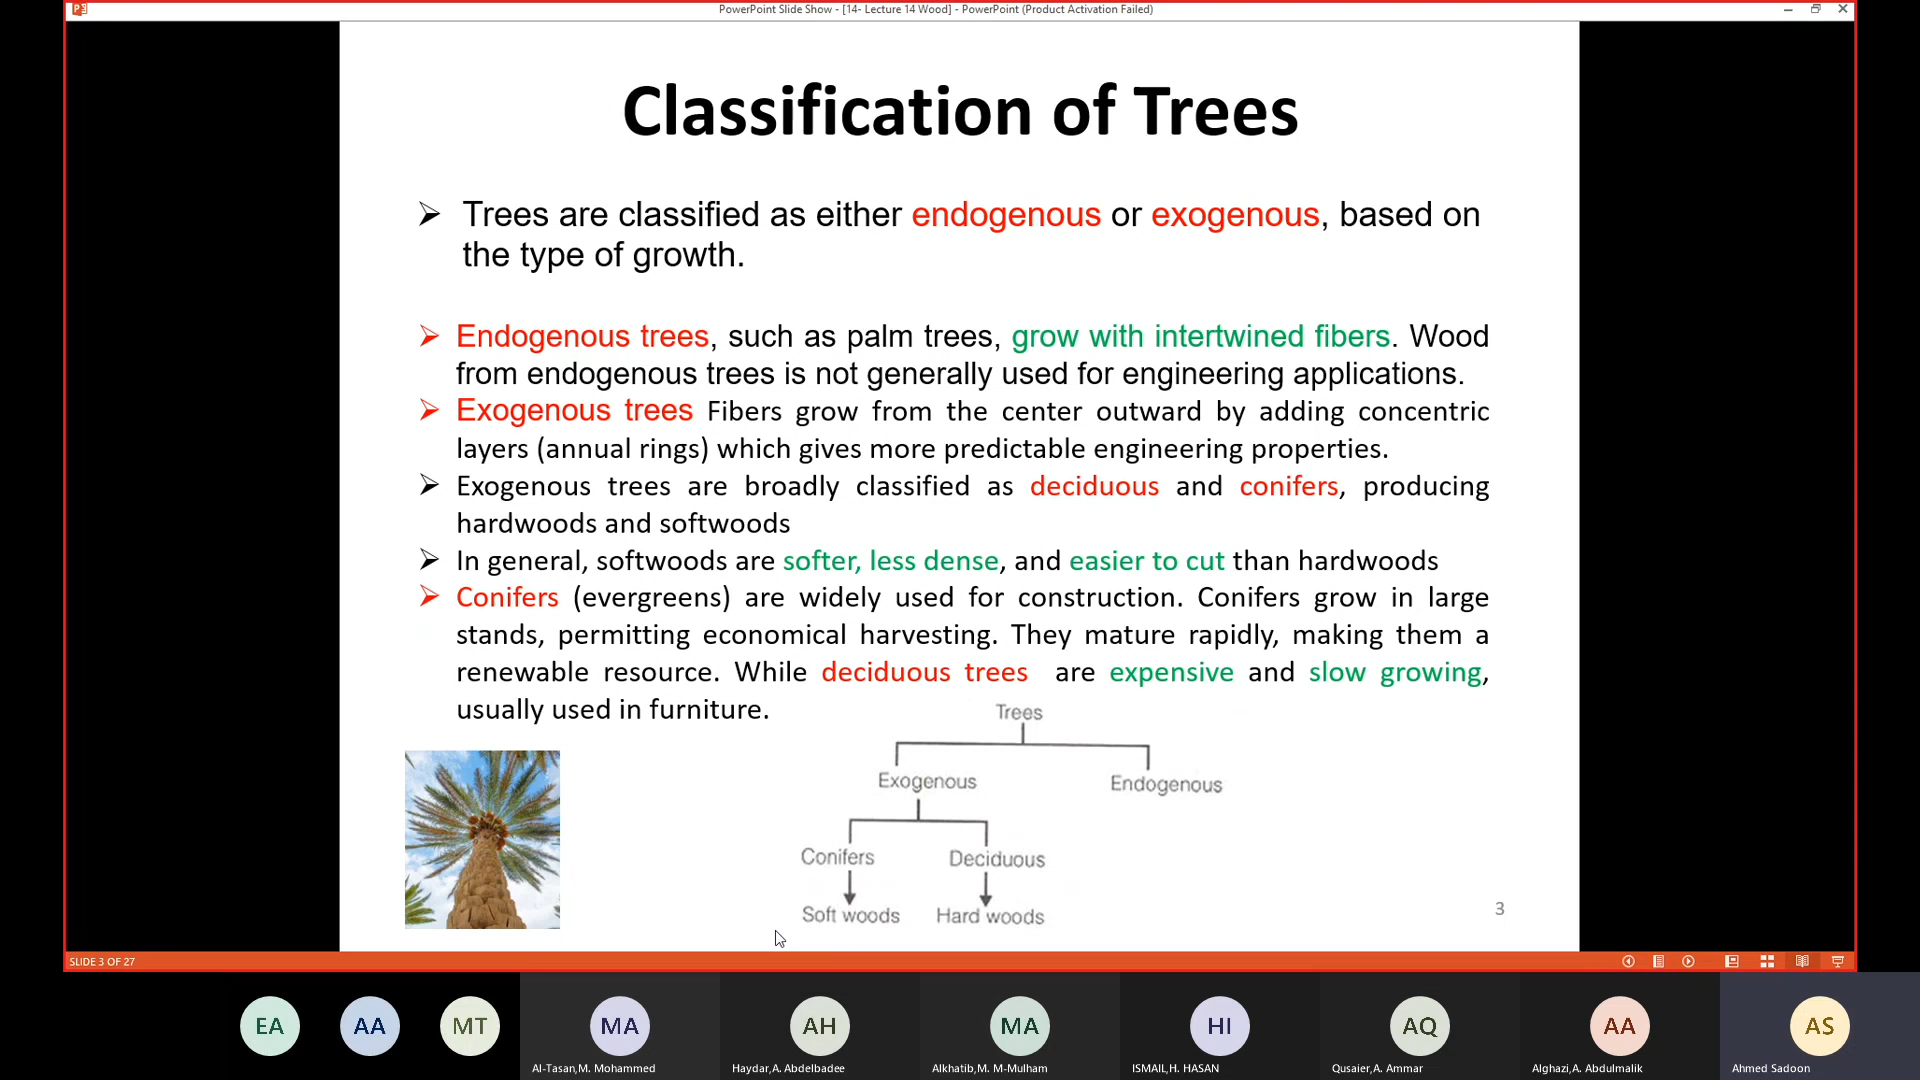 PowerPoint Slide Show - [14- Lecture 14 Wood] - PowerPoint (Product Activation Failed)
Classification of Trees
➢ Trees are classified as either endogenous or exogenous, based on
the type of growth.
➢ Endogenous trees, such as palm trees, grow with intertwined fibers. Wood
from endogenous trees is not generally used for engineering applications.
➢ Exogenous trees Fibers grow from the center outward by adding concentric
layers (annual rings) which gives more predictable engineering properties.
➢ Exogenous trees are broadly classified as deciduous and conifers, producing
hardwoods and softwoods
➢ In general, softwoods are softer, less dense, and easier to cut than hardwoods
➢ Conifers (evergreens) are widely used for construction. Conifers grow in large
stands, permitting economical harvesting. They mature rapidly, making them a
renewable resource. While deciduous trees are expensive and slow growing,
usually used in furniture.
Trees
Exogenous Endogenous
Conifers Deciduous
Soft woods Hard woods
3
SLIDE 3 OF 27
EA AA MT MA AH MA HI AQ AA AS
Al-Tasan,M. Mohammed Haydar,A. Abdelbadee Alkhatib,M. M-Mulham ISMAIL,H. HASAN Qusaier,A. Ammar Alghazi,A. Abdulmalik Ahmed Sadoon